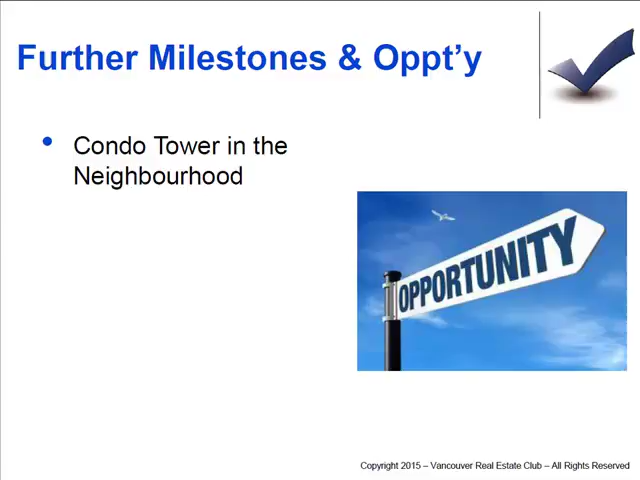 Further Milestones & Oppt’y
• Condo Tower in the
Neighbourhood
OPPORTUNITY
Copyright 2015 – Vancouver Real Estate Club – All Rights Reserved